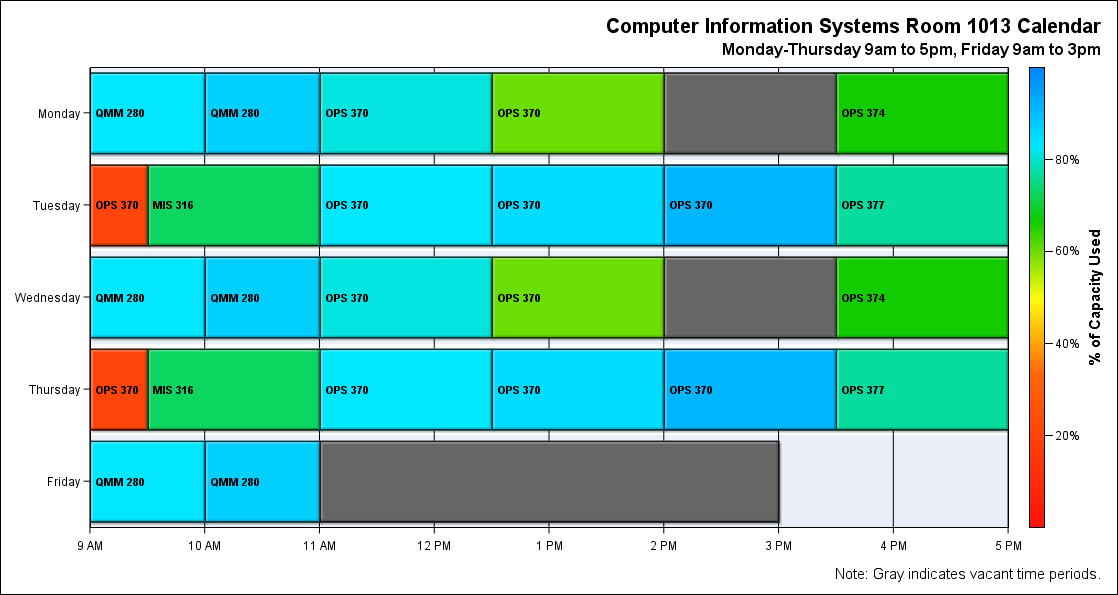 Computer Information Systems Room 1013 Calendar
Monday-Thursday 9am to 5pm, Friday 9am to 3pm
Monday QMM 280 QMM 280 OPS 370 OPS 370 OPS 374
80%
Tuesday OPS 370 MIS 316 OPS 370 OPS 370 OPS 370 OPS 377
60%
Wednesday QMM 280 QMM 280 OPS 370 OPS 370 OPS 374
% of Capacity Used
40%
Thursday OPS 370 MIS 316 OPS 370 OPS 370 OPS 370 OPS 377
20%
Friday QMM 280 QMM 280
9 AM 10 AM 11 AM 12 PM 1 PM 2 PM 3 PM 4 PM 5 PM
Note: Gray indicates vacant time periods.